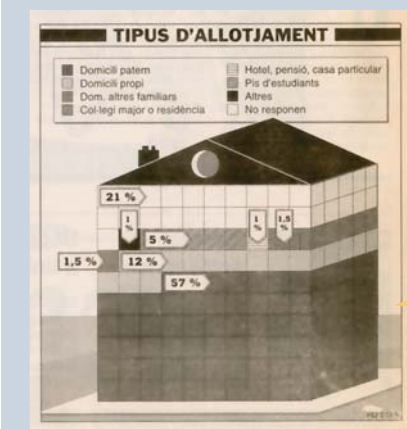 TIPUS D'ALLOTJAMENT
Domicili patern
Domicili propi
Dom. altres familiars
Col·legi major o residència
Hotel, pensió, casa particular
Pis d'estudiants
Altres
No responen
21 %
1 %
5 %
1 %
1,5 %
1,5 %
12 %
57 %